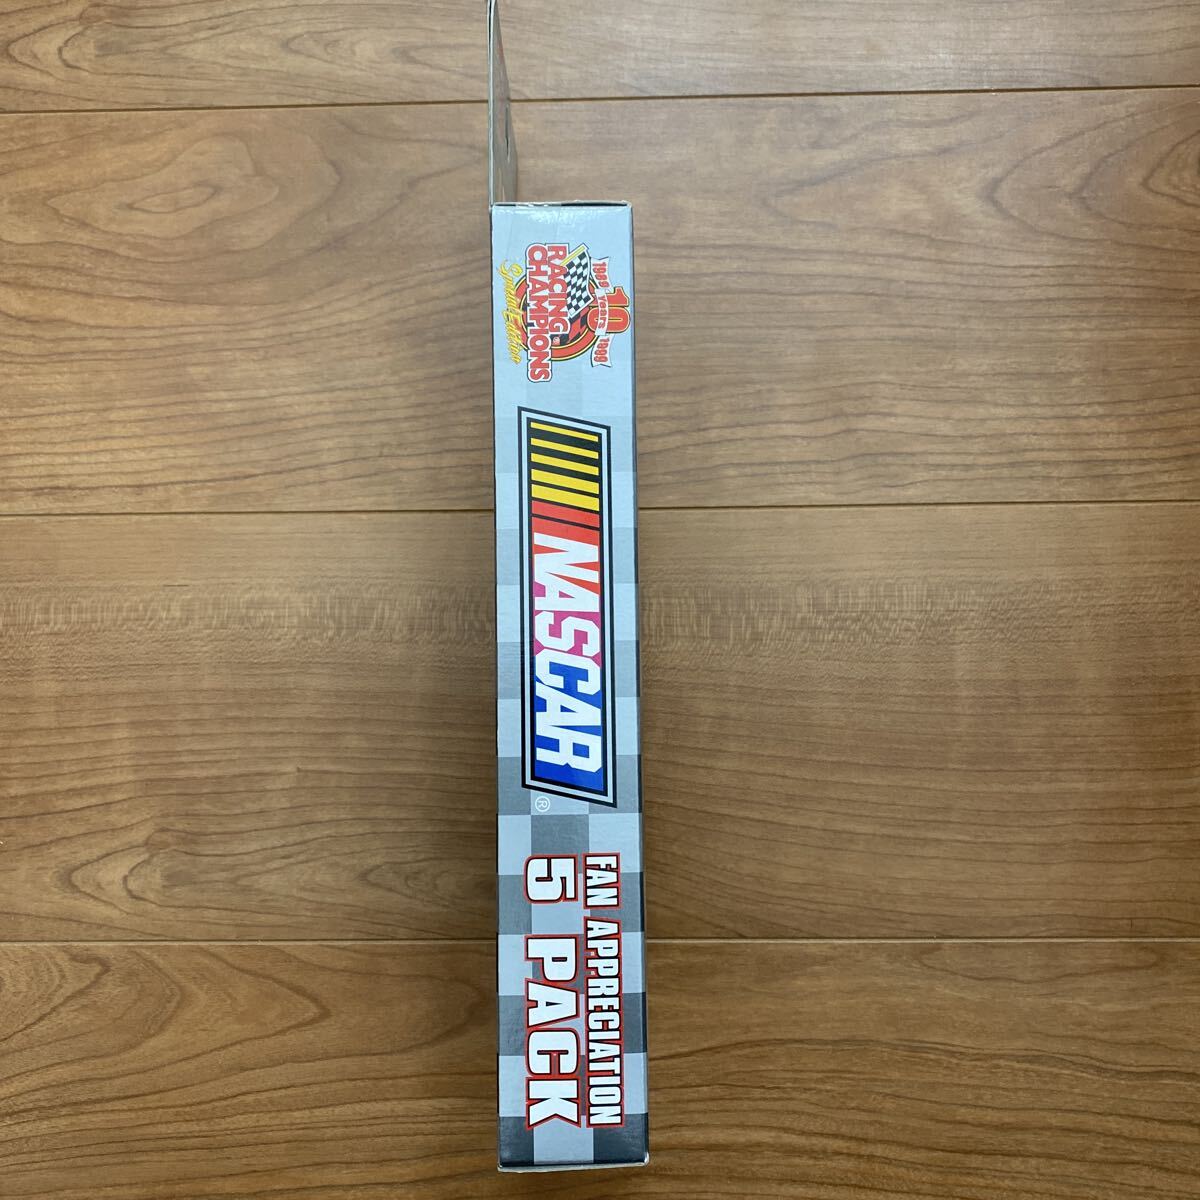 1989 10 1999
Years
RACING
CHAMPIONS
Special Edition
NASCAR
®
FAN APPRECIATION
5 PACK